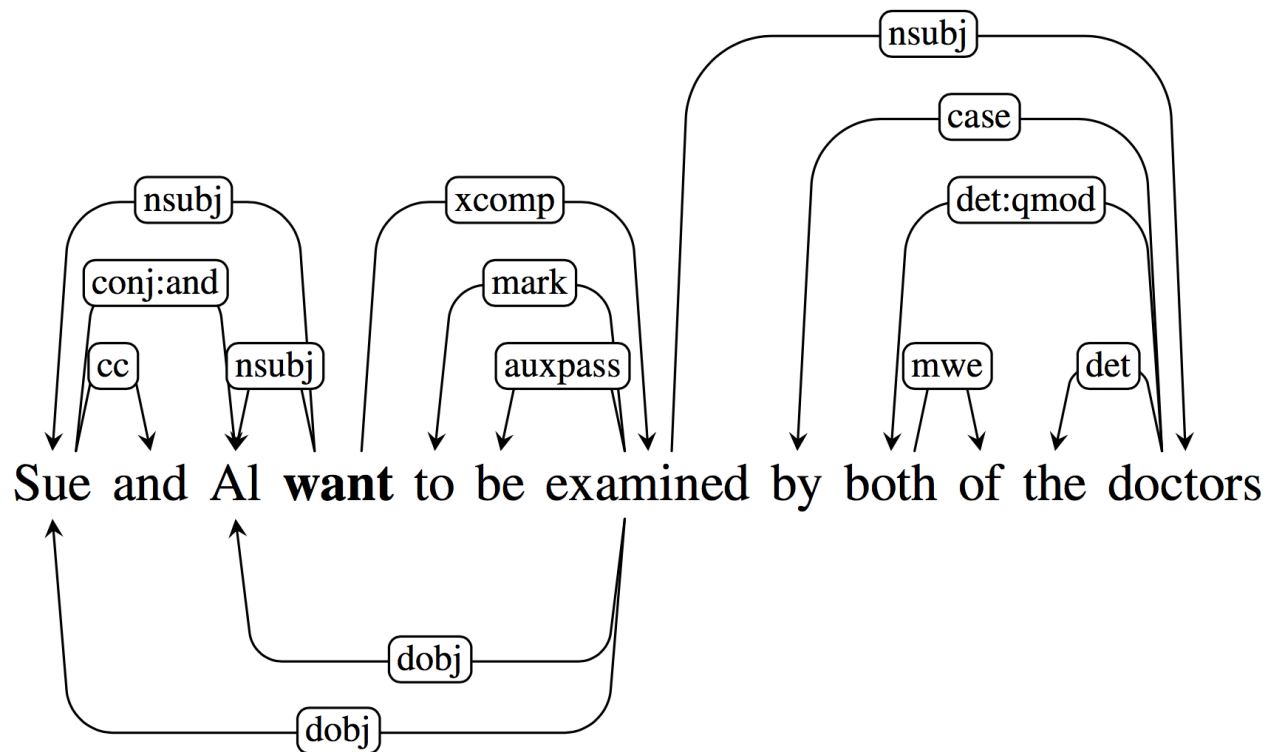 nsubj
case
nsubj xcomp det:qmod
conj:and mark
cc nsubj auxpass mwe det
Sue and Al want to be examined by both of the doctors
dobj
dobj